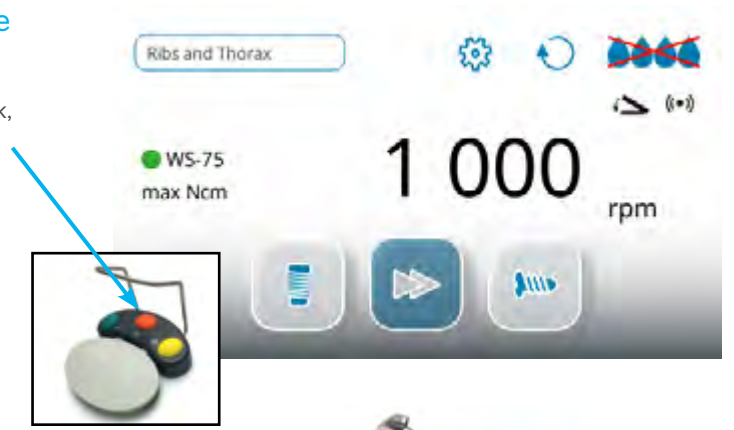 e
k,
Ribs and Thorax
WS-75
max Ncm
1 000
rpm